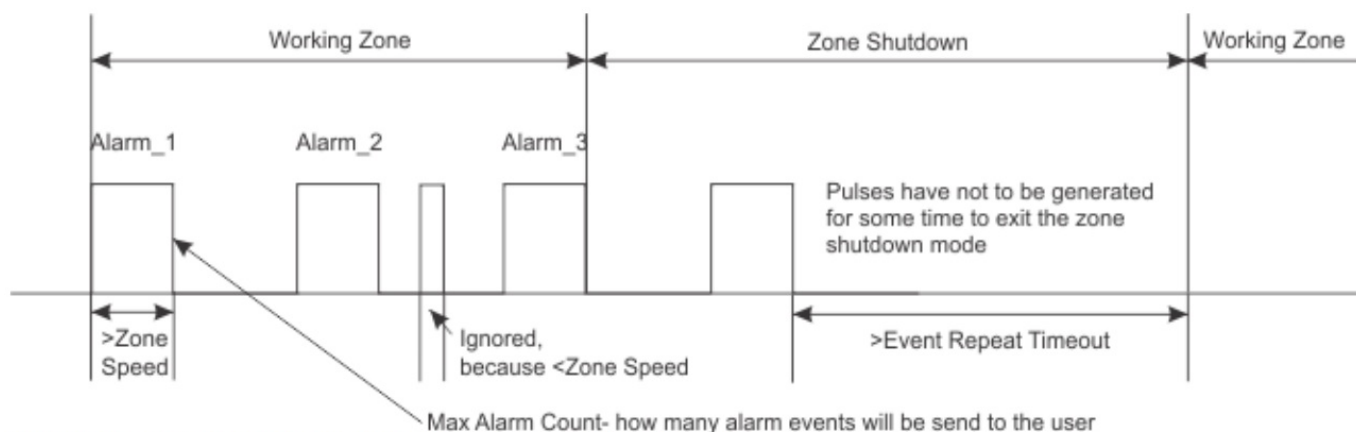 Working Zone
Zone Shutdown
Working Zone
Alarm_1
Alarm_2
Alarm_3
Pulses have not to be generated
for some time to exit the zone
shutdown mode
>Zone
Speed
Ignored,
because <Zone Speed
>Event Repeat Timeout
Max Alarm Count- how many alarm events will be send to the user